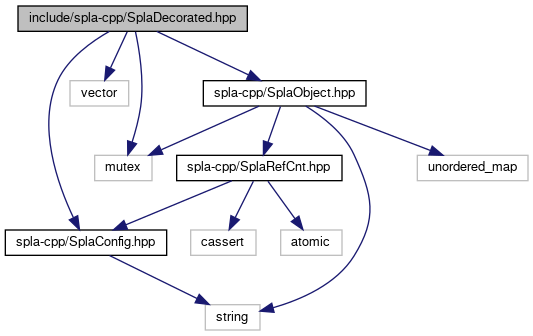 include/spla-cpp/SplaDecorated.hpp
vector
spla-cpp/SplaObject.hpp
mutex
spla-cpp/SplaRefCnt.hpp
unordered_map
spla-cpp/SplaConfig.hpp
cassert
atomic
string